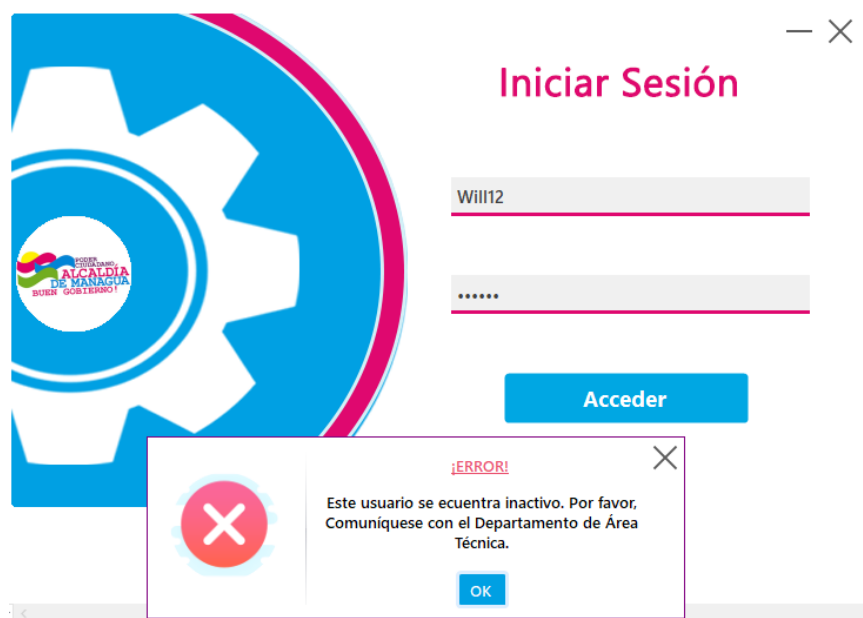 Iniciar Sesión
Will12
••••••
PODER
CIUDADANO,
ALCALDÍA
DE MANAGUA
BUEN GOBIERNO!
Acceder
¡ERROR!
Este usuario se ecuentra inactivo. Por favor,
Comuníquese con el Departamento de Área
Técnica.
OK